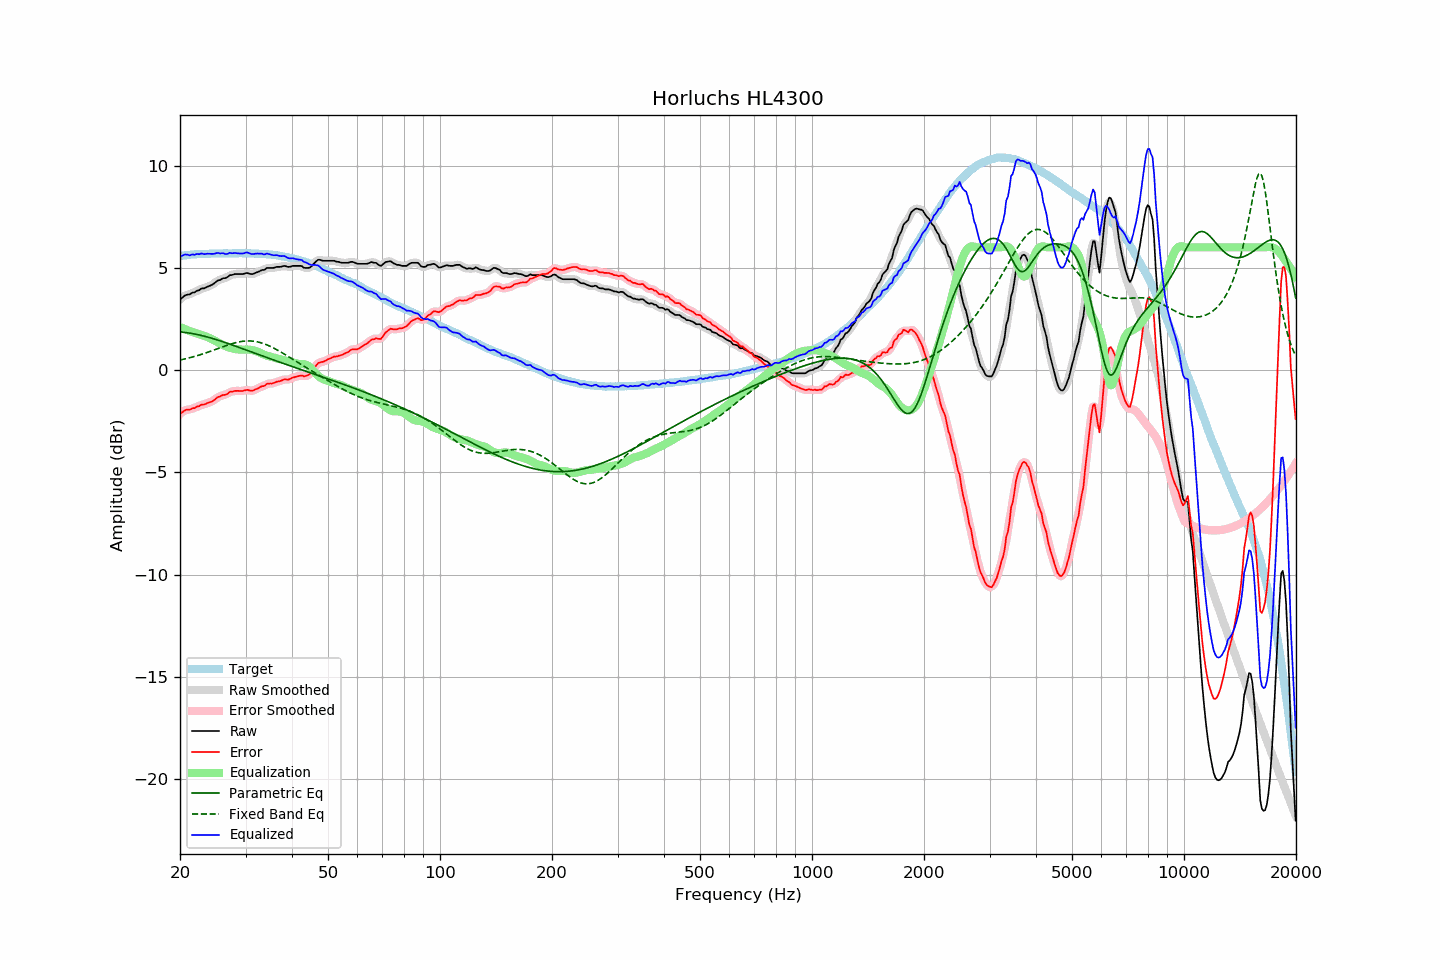 Horluchs HL4300
Amplitude (dBr)
10
5
0
−5
−10
−15
−20
Target
Raw Smoothed
Error Smoothed
Raw
Error
Equalization
Parametric Eq
Fixed Band Eq
Equalized
20 50 100 200 500 1000 2000 5000 10000 20000
Frequency (Hz)